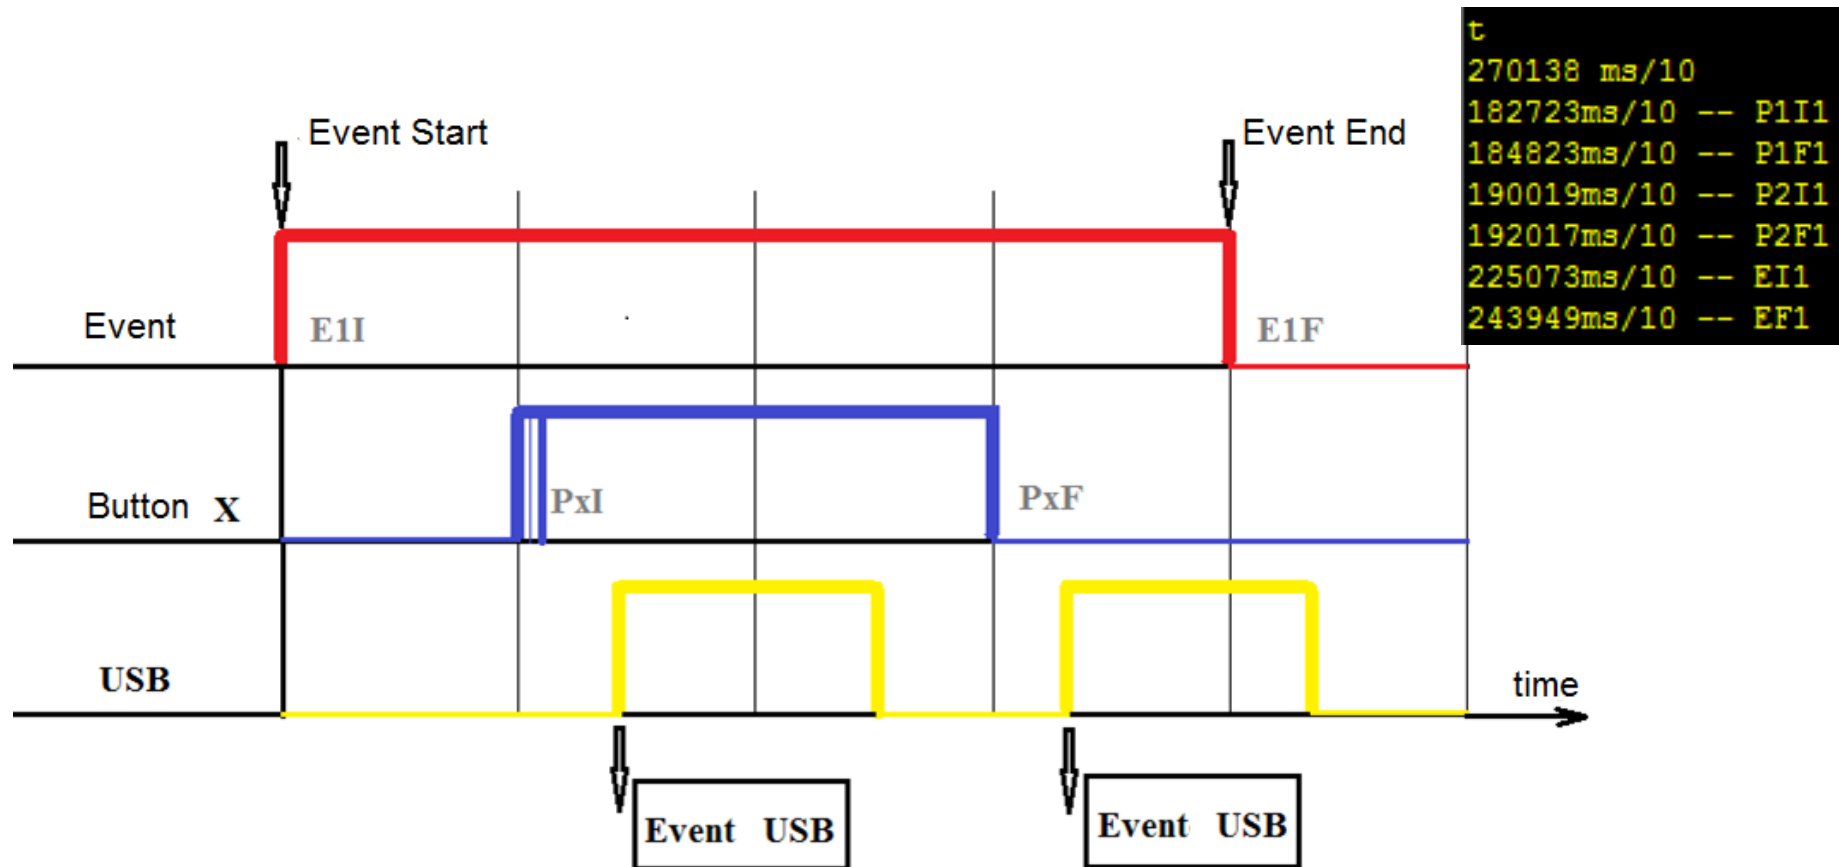 t
270138 ms/10
182723ms/10 -- P1I1
184823ms/10 -- P1F1
190019ms/10 -- P2I1
192017ms/10 -- P2F1
225073ms/10 -- EI1
243949ms/10 -- EF1
Event Start
Event End
Event
E1I
E1F
Button X
PxI
PxF
USB
time
Event USB
Event USB